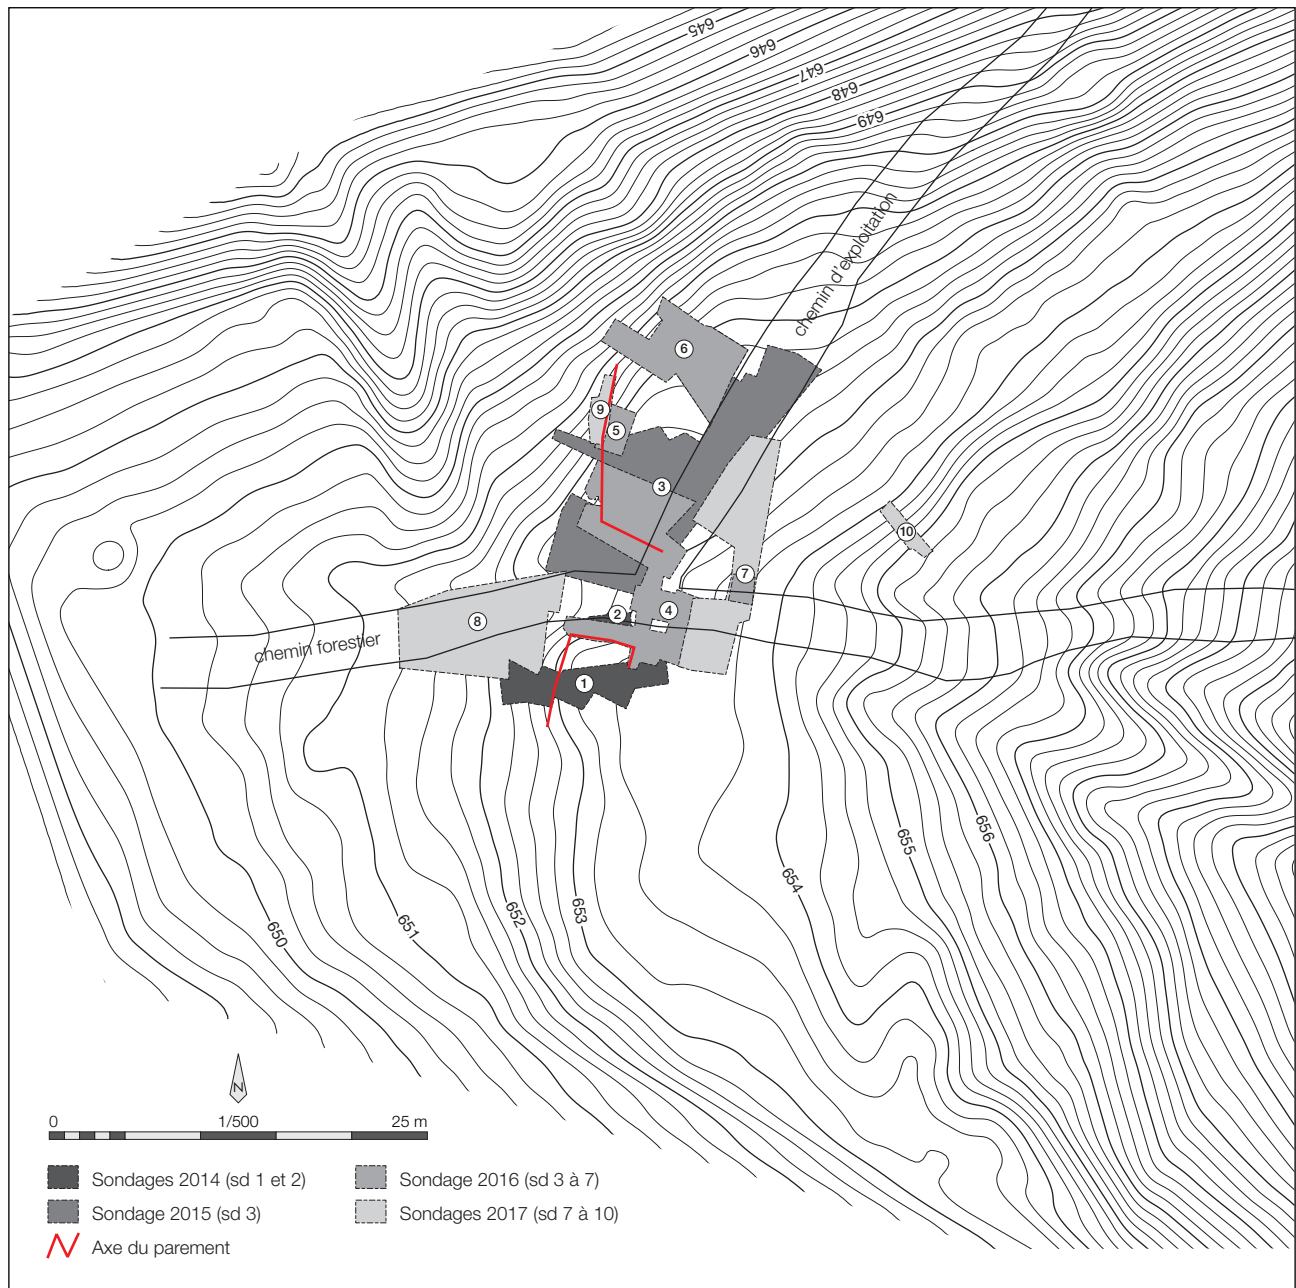 645
646
647
648
649
chemin d'exploitation
6
9
5
3
10
7
2
4
8
chemin forestier
1
655
656
654
653
652
651
650
N
0 1/500 25 m
Sondages 2014 (sd 1 et 2)
Sondage 2016 (sd 3 à 7)
Sondage 2015 (sd 3)
Sondages 2017 (sd 7 à 10)
Axe du parement